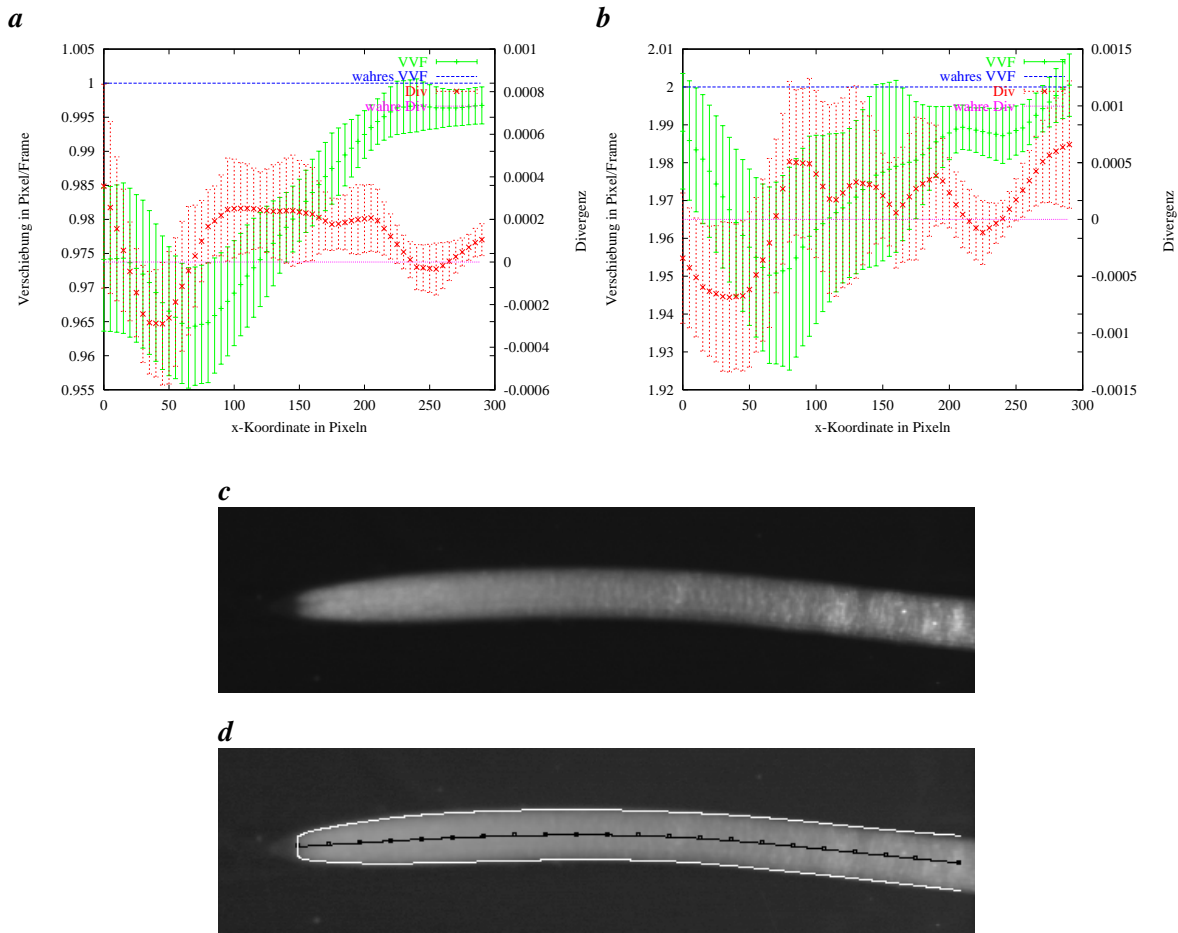 a
1.005
1
0.995
0.99
0.985
0.98
0.975
0.97
0.965
0.96
0.955
Verschiebung in Pixel/Frame
0 50 100 150 200 250 300
x-Koordinate in Pixeln
0.001
0.0008
0.0006
0.0004
0.0002
0
-0.0002
-0.0004
-0.0006
Divergenz
VVF
wahres VVF
Div
wahre Div
b
2.01
2
1.99
1.98
1.97
1.96
1.95
1.94
1.93
1.92
Verschiebung in Pixel/Frame
0 50 100 150 200 250 300
x-Koordinate in Pixeln
0.0015
0.001
0.0005
0
-0.0005
-0.001
-0.0015
Divergenz
VVF
wahres VVF
Div
wahre Div
c
d